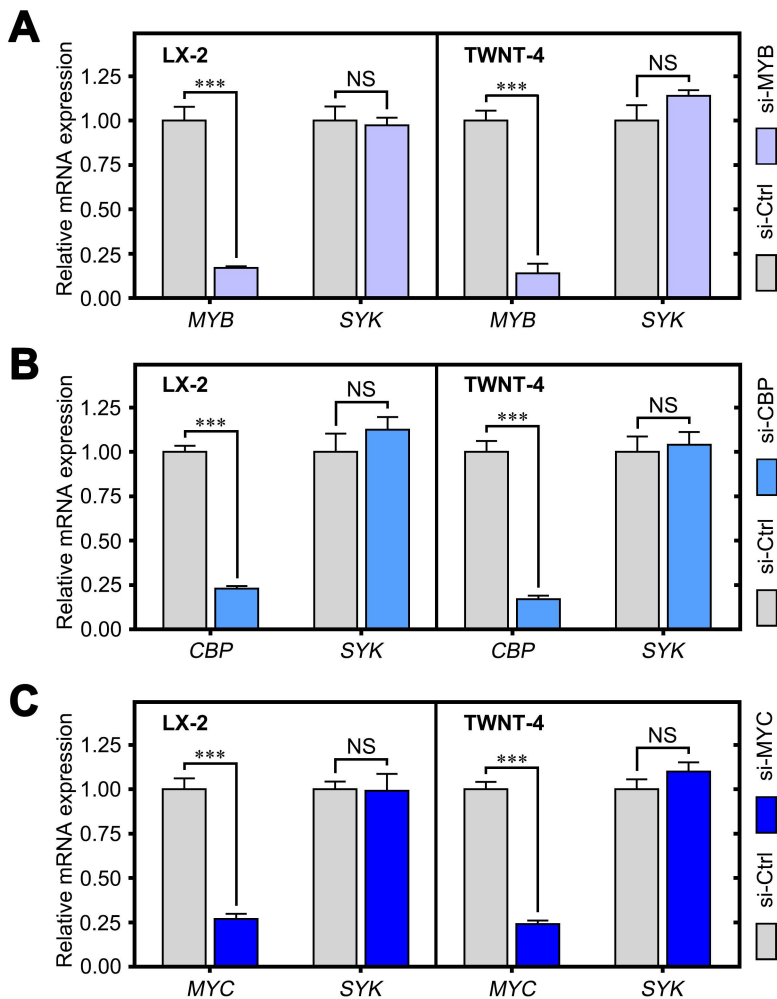 A
LX-2
TWNT-4
Relative mRNA expression
1.25
1.00
0.75
0.50
0.25
0.00
***
NS
***
NS
MYB
SYK
MYB
SYK
si-Ctrl
si-MYB
B
LX-2
TWNT-4
Relative mRNA expression
1.25
1.00
0.75
0.50
0.25
0.00
***
NS
***
NS
CBP
SYK
CBP
SYK
si-Ctrl
si-CBP
C
LX-2
TWNT-4
Relative mRNA expression
1.25
1.00
0.75
0.50
0.25
0.00
***
NS
***
NS
MYC
SYK
MYC
SYK
si-Ctrl
si-MYC